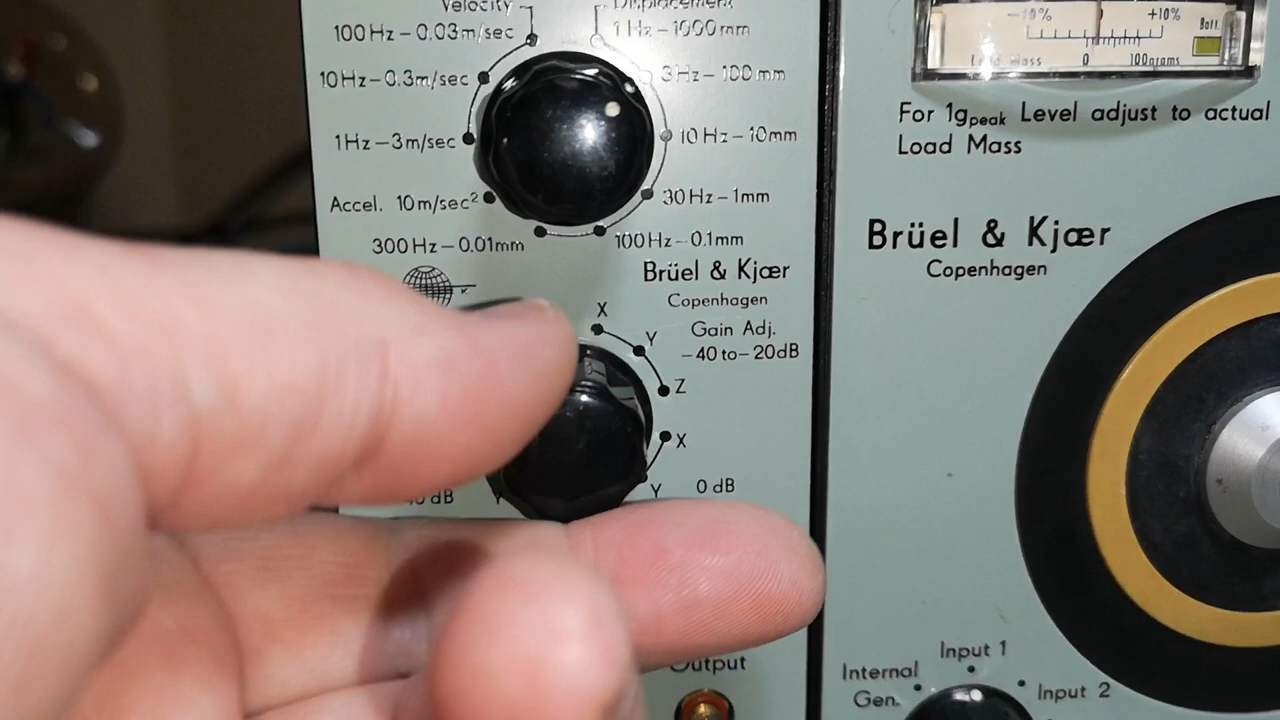 Velocity
Displacement
100 Hz – 0.03 m/sec
1 Hz – 1000 mm
10 Hz – 0.3 m/sec
3 Hz – 100 mm
1 Hz – 3 m/sec
10 Hz – 10 mm
Accel. 10 m/sec²
30 Hz – 1 mm
300 Hz – 0.01 mm
100 Hz – 0.1 mm
Brüel & Kjær
Copenhagen
X
Gain Adj.
Y
–40 to –20 dB
Z
X
Y
0 dB
dB
Y
Output
–10%
+10%
Batt.
Load Mass
0
100 grams
For 1g peak Level adjust to actual
Load Mass
Brüel & Kjær
Copenhagen
Input 1
Internal
Gen.
Input 2